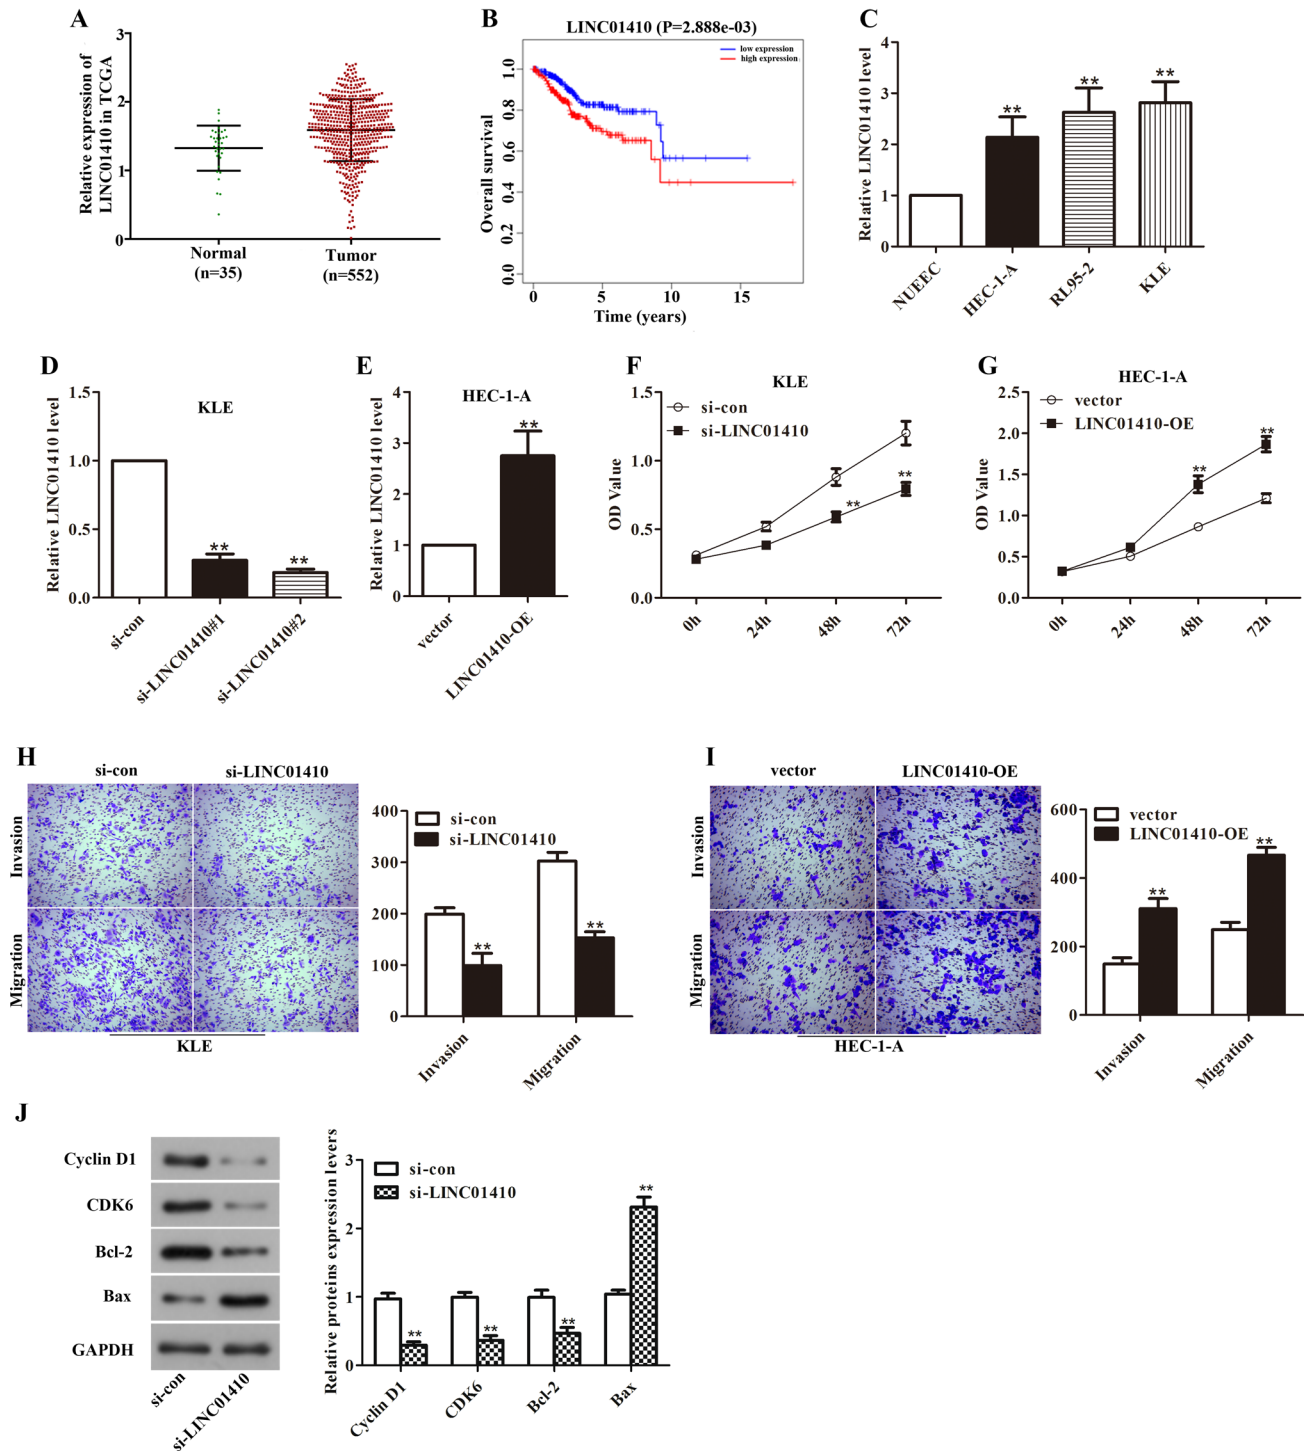 A
Relative expression of
LINC01410 in TCGA
3
2
1
0
Normal
(n=35)
Tumor
(n=552)
B
LINC01410 (P=2.888e-03)
low expression
high expression
Overall survival
1.0
0.8
0.6
0.4
0.2
0.0
0
5
10
15
Time (years)
C
Relative LINC01410 level
4
3
2
1
0
**
**
**
NUEEC
HEC-1-A
RL95-2
KLE
D
KLE
Relative LINC01410 level
1.5
1.0
0.5
0.0
**
**
si-con
si-LINC01410#1
si-LINC01410#2
E
HEC-1-A
Relative LINC01410 level
4
3
2
1
0
**
vector
LINC01410-OE
F
KLE
si-con
si-LINC01410
OD Value
1.5
1.0
0.5
0.0
**
**
0h
24h
48h
72h
G
HEC-1-A
vector
LINC01410-OE
OD Value
2.5
2.0
1.5
1.0
0.5
0.0
**
**
0h
24h
48h
72h
H
si-con
si-LINC01410
Invasion
Migration
KLE
400
300
200
100
0
si-con
si-LINC01410
**
**
Invasion
Migration
I
vector
LINC01410-OE
Invasion
Migration
HEC-1-A
600
400
200
0
vector
LINC01410-OE
**
**
Invasion
Migration
J
Cyclin D1
CDK6
Bcl-2
Bax
GAPDH
si-con
si-LINC01410
Relative proteins expression levers
3
2
1
0
si-con
si-LINC01410
**
**
**
**
Cyclin D1
CDK6
Bcl-2
Bax